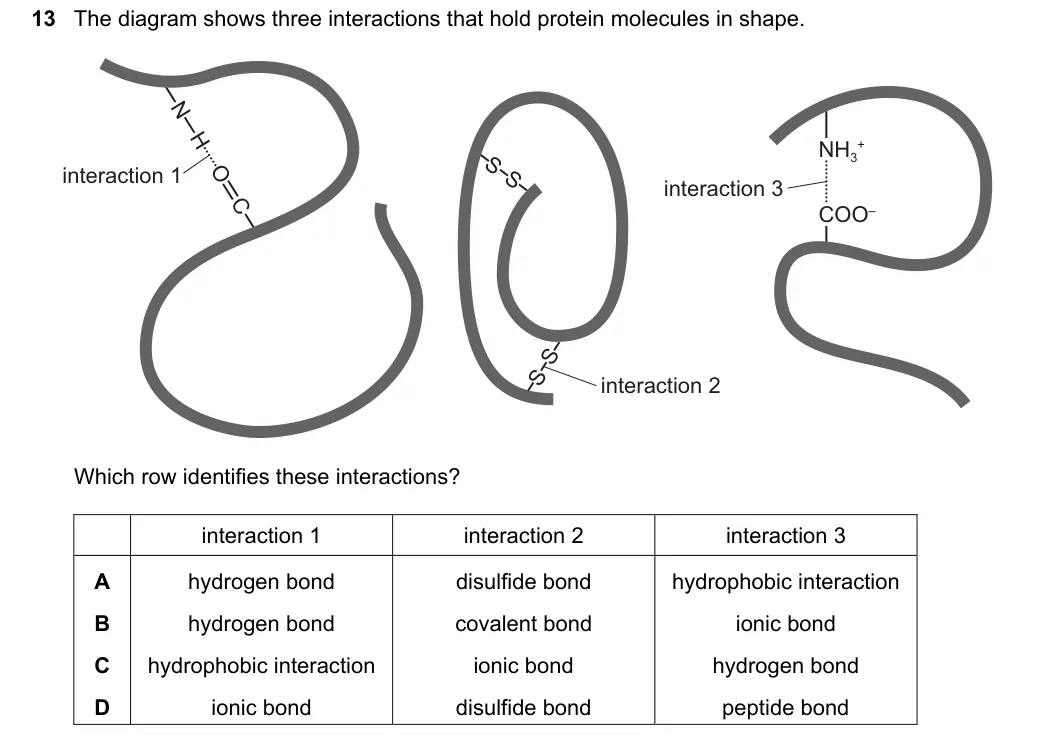 13 The diagram shows three interactions that hold protein molecules in shape.
N–H
O=C
interaction 1
S–S
S–S
interaction 2
NH₃⁺
interaction 3
COO⁻
Which row identifies these interactions?
interaction 1 interaction 2 interaction 3
A hydrogen bond disulfide bond hydrophobic interaction
B hydrogen bond covalent bond ionic bond
C hydrophobic interaction ionic bond hydrogen bond
D ionic bond disulfide bond peptide bond